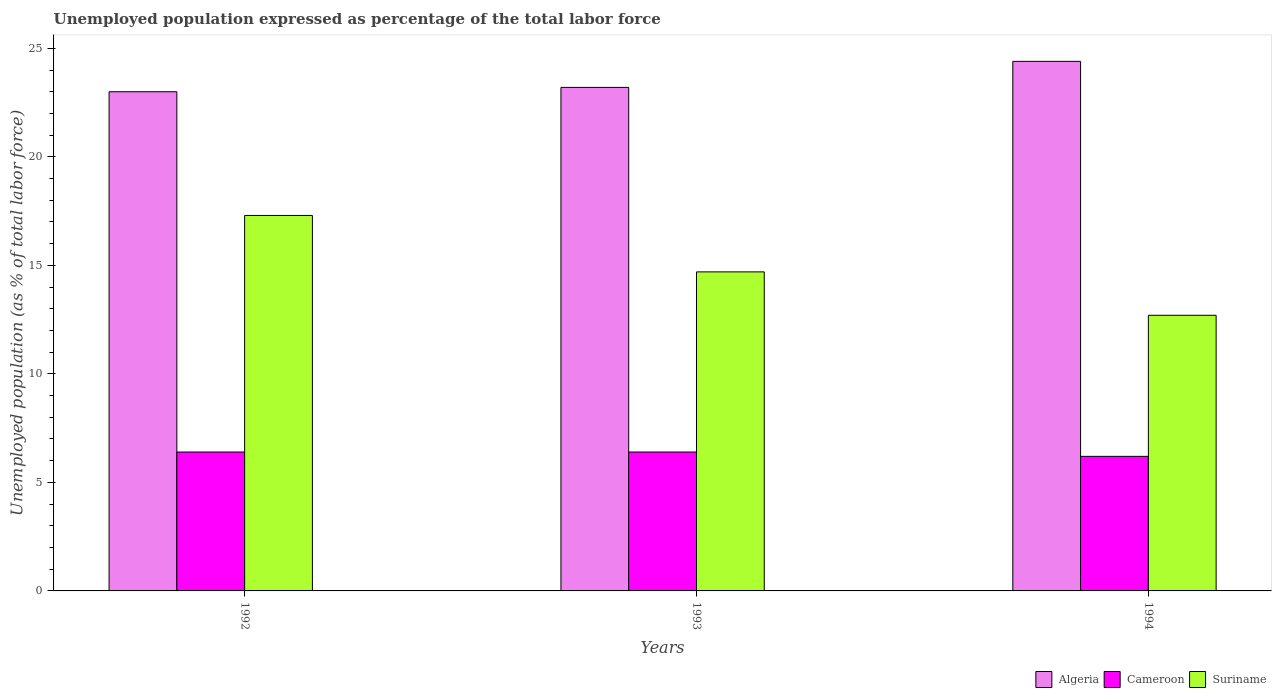 Unemployed population expressed as percentage of the total labor force
Unemployed population (as % of total labor force)
25
20
15
10
5
0
1992
1993
1994
Years
Algeria
Cameroon
Suriname